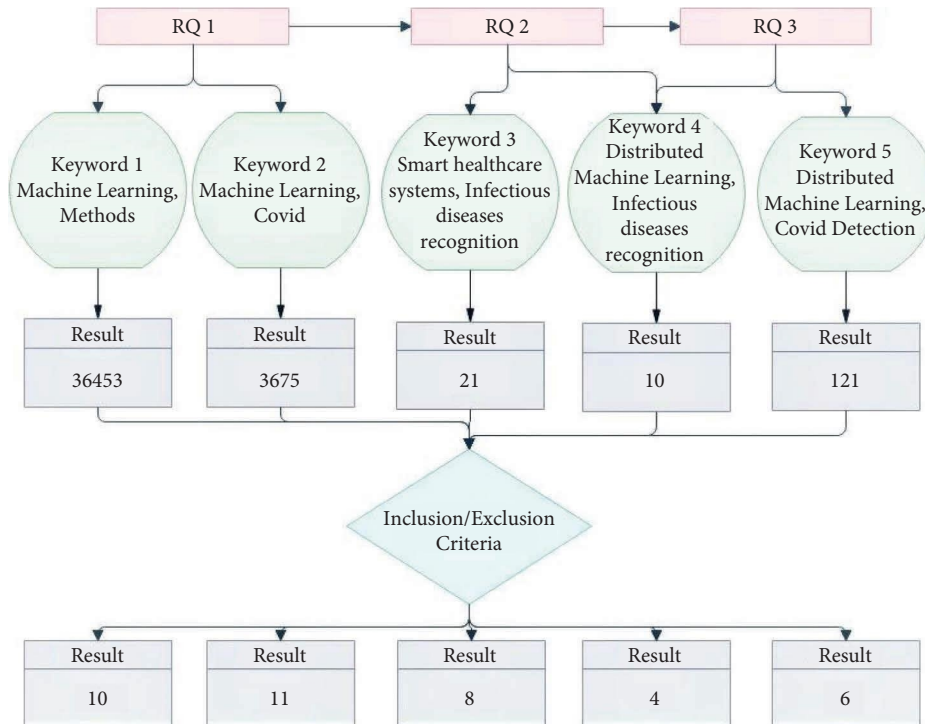 RQ 1
RQ 2
RQ 3
Keyword 1
Machine Learning,
Methods
Keyword 2
Machine Learning,
Covid
Keyword 3
Smart healthcare
systems, Infectious
diseases
recognition
Keyword 4
Distributed
Machine Learning,
Infectious
diseases
recognition
Keyword 5
Distributed
Machine Learning,
Covid Detection
Result
36453
Result
3675
Result
21
Result
10
Result
121
Inclusion/Exclusion
Criteria
Result
10
Result
11
Result
8
Result
4
Result
6